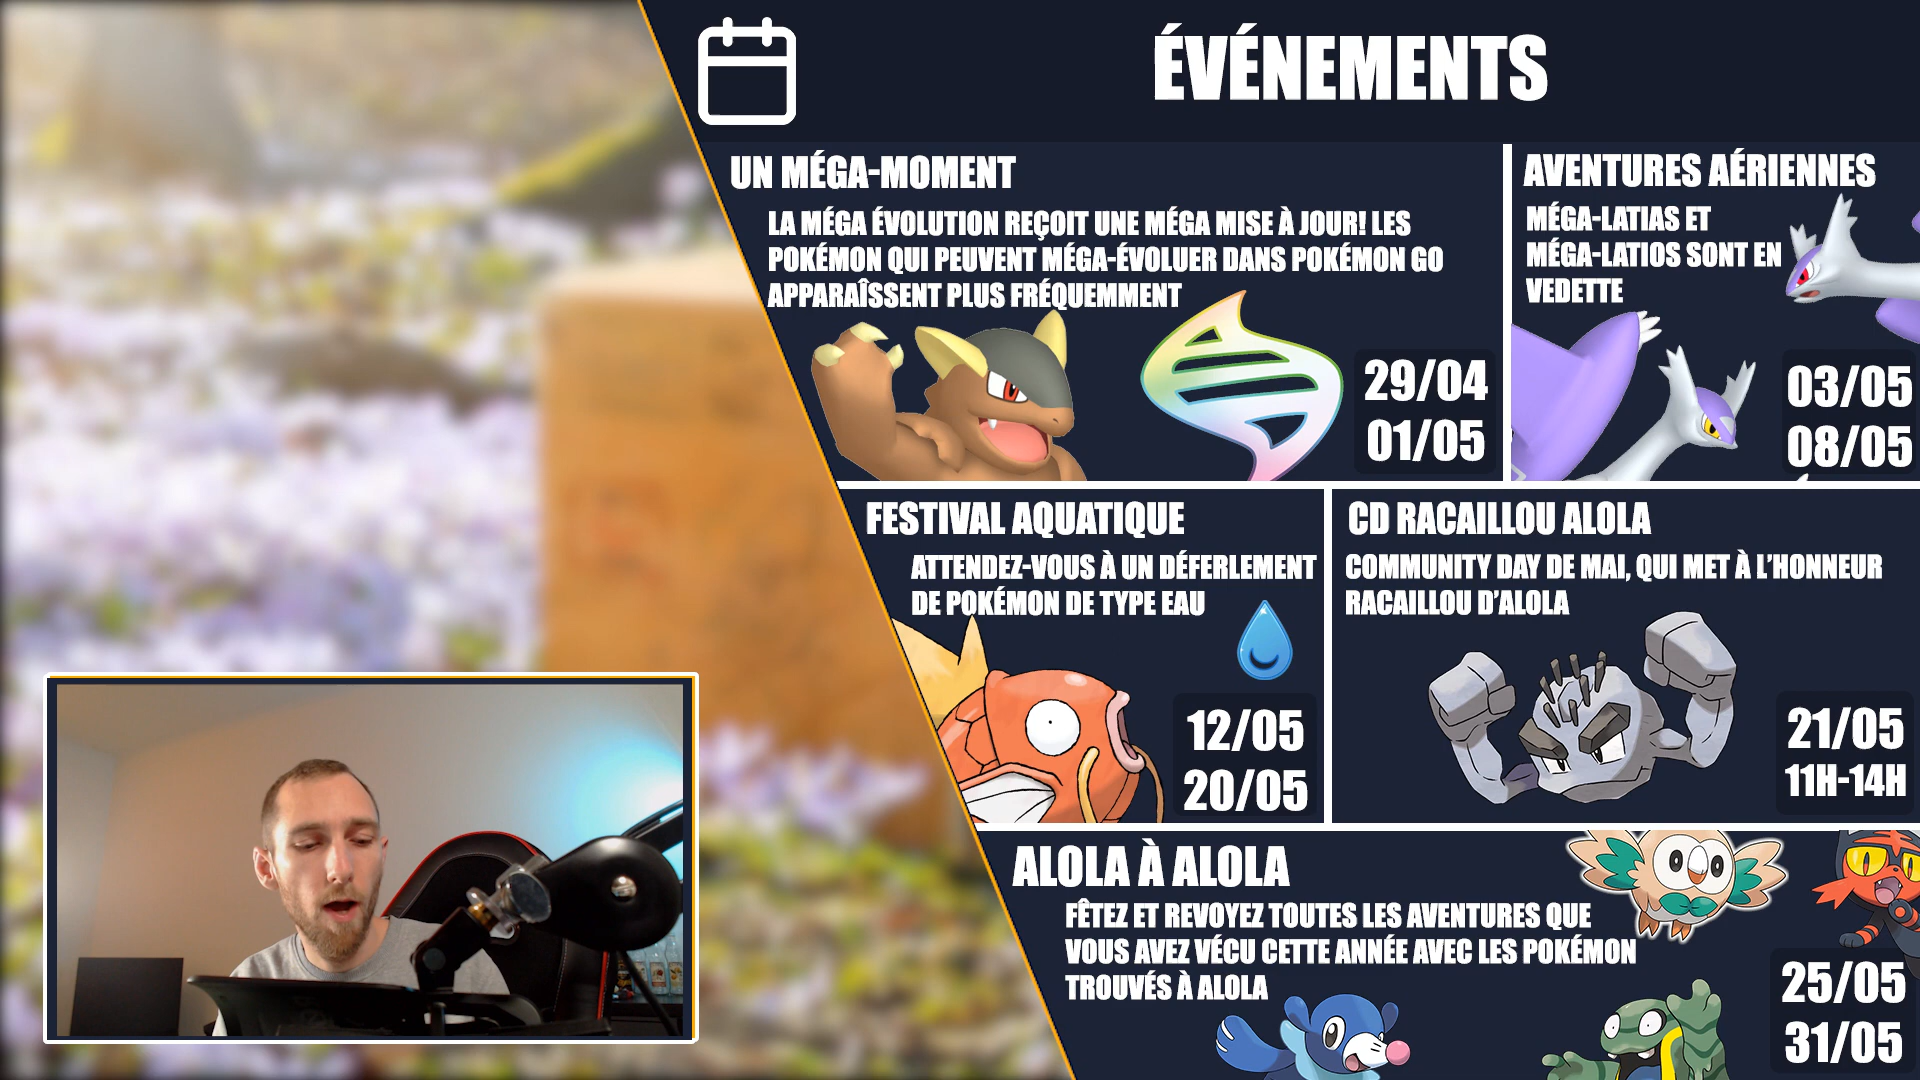 ÉVÉNEMENTS
UN MÉGA-MOMENT
LA MÉGA ÉVOLUTION REÇOIT UNE MÉGA MISE À JOUR! LES
POKÉMON QUI PEUVENT MÉGA-ÉVOLUER DANS POKÉMON GO
APPARAÎSSENT PLUS FRÉQUEMMENT
29/04
01/05
AVENTURES AÉRIENNES
MÉGA-LATIAS ET
MÉGA-LATIOS SONT EN
VEDETTE
03/05
08/05
FESTIVAL AQUATIQUE
ATTENDEZ-VOUS À UN DÉFERLEMENT
DE POKÉMON DE TYPE EAU
12/05
20/05
CD RACAILLOU ALOLA
COMMUNITY DAY DE MAI, QUI MET À L'HONNEUR
RACAILLOU D'ALOLA
21/05
11H-14H
ALOLA À ALOLA
FÊTEZ ET REVOYEZ TOUTES LES AVENTURES QUE
VOUS AVEZ VÉCU CETTE ANNÉE AVEC LES POKÉMON
TROUVÉS À ALOLA
25/05
31/05